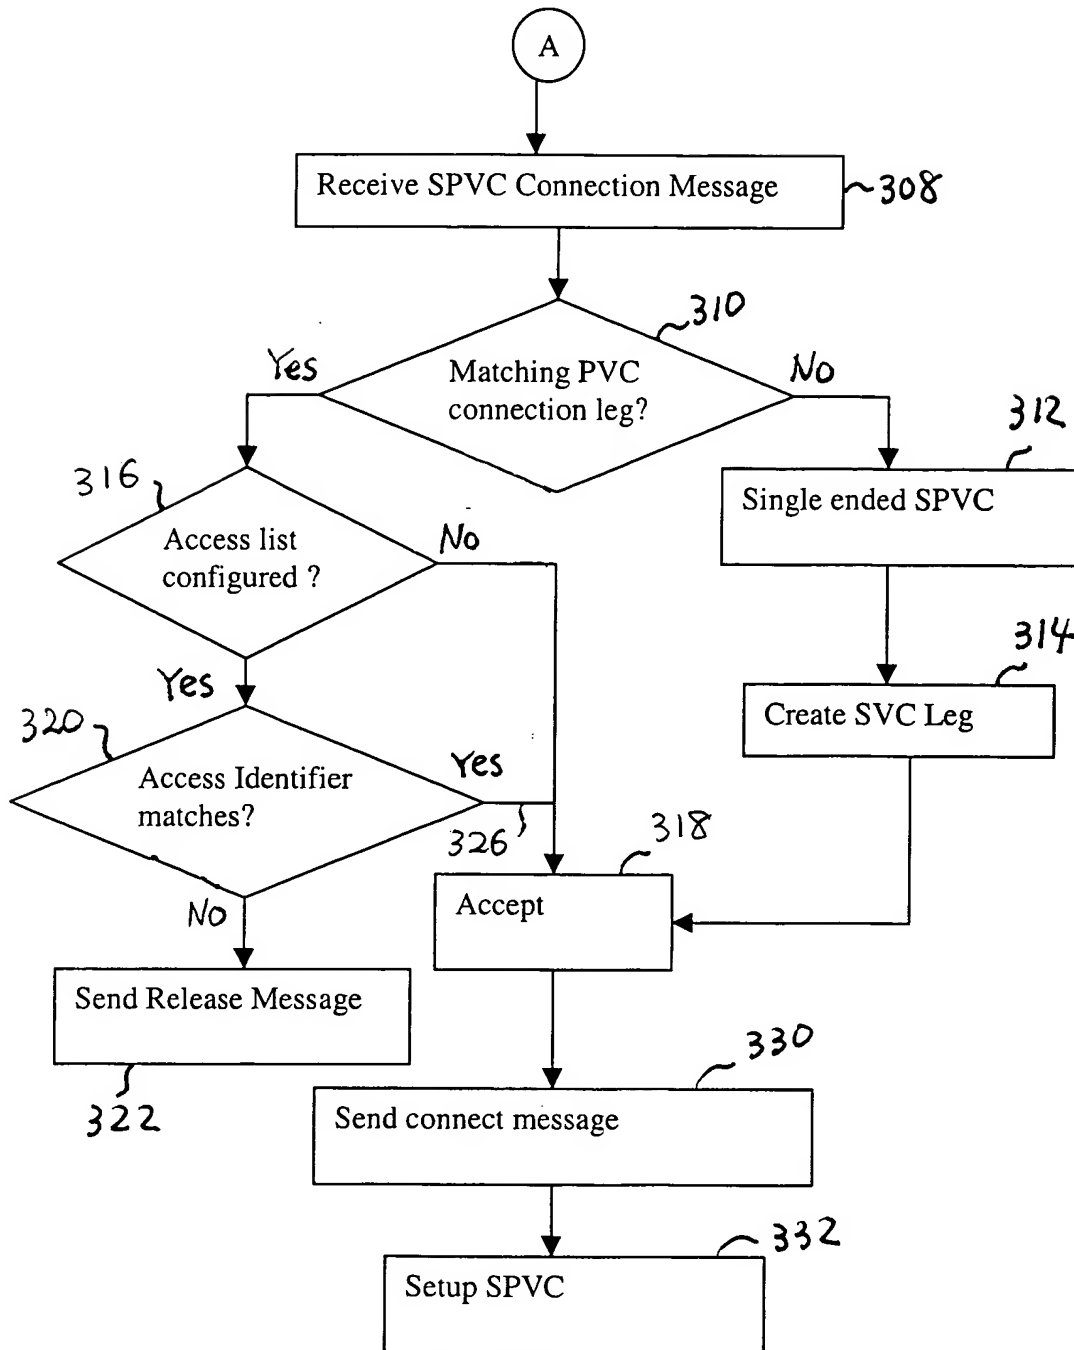 A
Receive SPVC Connection Message
308
310
Yes
Matching PVC
connection leg?
No
312
316
Single ended SPVC
Access list
configured ?
No
314
Yes
Create SVC Leg
320
Access Identifier
matches?
Yes
326
318
Accept
No
Send Release Message
322
330
Send connect message
332
Setup SPVC